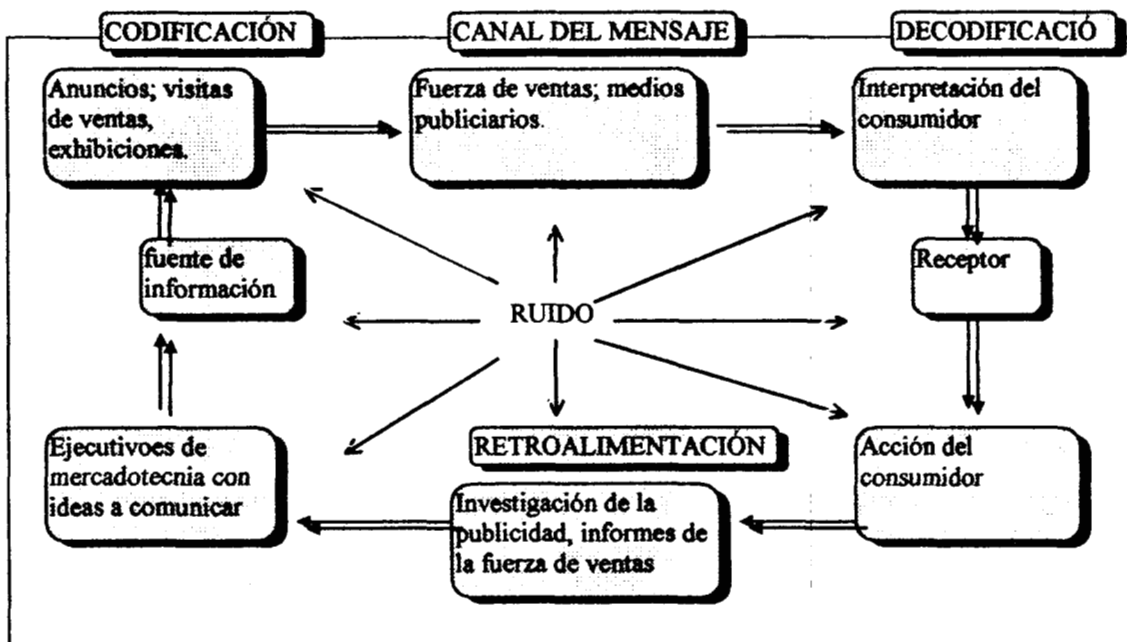 CODIFICACIÓN
CANAL DEL MENSAJE
DECODIFICACIÓ
Anuncios; visitas
de ventas,
exhibiciones.
Fuerza de ventas; medios
publiciarios.
Interpretación del
consumidor
fuente de
información
RUIDO
Receptor
Ejecutivoes de
mercadotecnia con
ideas a comunicar
RETROALIMENTACIÓN
Investigación de la
publicidad, informes de
la fuerza de ventas
Acción del
consumidor